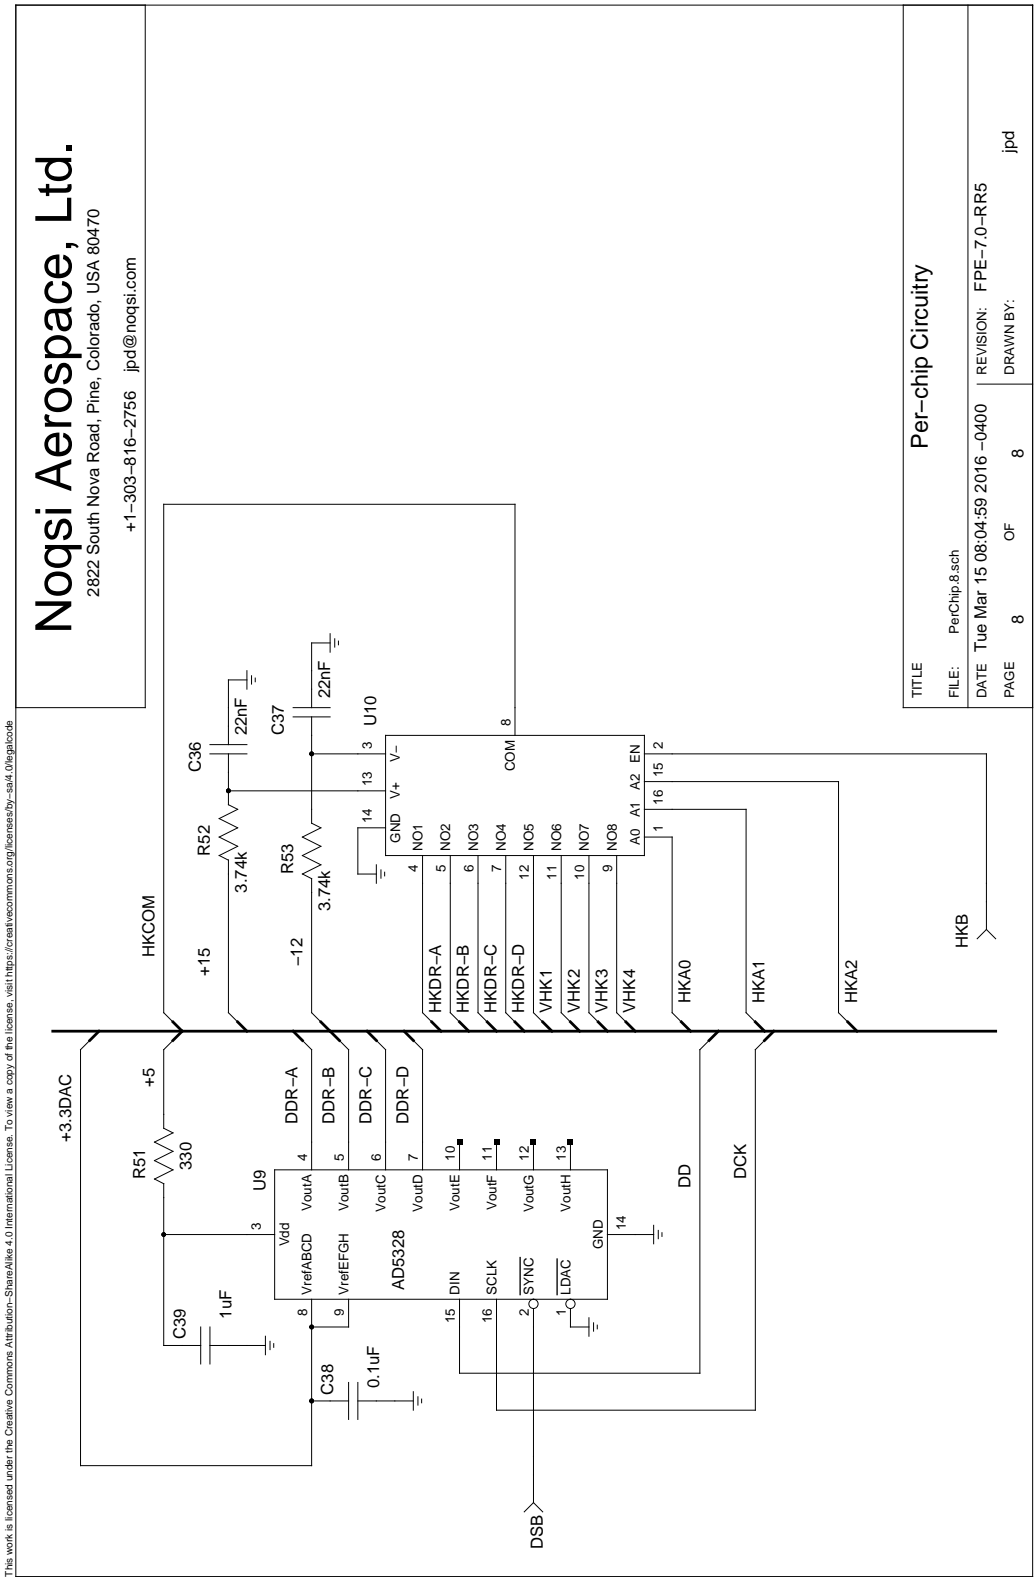 This work is licensed under the Creative Commons Attribution−ShareAlike 4.0 International License. To view a copy of the license, visit https://creativecommons.org/licenses/by−sa/4.0/legalcode
Noqsi Aerospace, Ltd.
2822 South Nova Road, Pine, Colorado, USA 80470
+1−303−816−2756 jpd@noqsi.com
+3.3DAC
HKCOM
+5
R51
330
C39
1uF
+15
R52
3.74k
C36
22nF
−12
R53
3.74k
C37
22nF
U9
AD5328
3
Vdd
8
VrefABCD
9
VrefEFGH
15
DIN
16
SCLK
2
SYNC
1
LDAC
GND
14
VoutA
4
VoutB
5
VoutC
6
VoutD
7
VoutE
10
VoutF
11
VoutG
12
VoutH
13
C38
0.1uF
DDR−A
DDR−B
DDR−C
DDR−D
DD
DCK
DSB
U10
14
GND
13
V+
3
V−
COM
8
4
NO1
5
NO2
6
NO3
7
NO4
12
NO5
11
NO6
10
NO7
9
NO8
A0
1
A1
16
A2
15
EN
2
HKDR−A
HKDR−B
HKDR−C
HKDR−D
VHK1
VHK2
VHK3
VHK4
HKA0
HKA1
HKA2
HKB
TITLE
Per−chip Circuitry
FILE: PerChip.8.sch
REVISION: FPE−7.0−RR5
DATE Tue Mar 15 08:04:59 2016 −0400
PAGE 8 OF 8
DRAWN BY: jpd